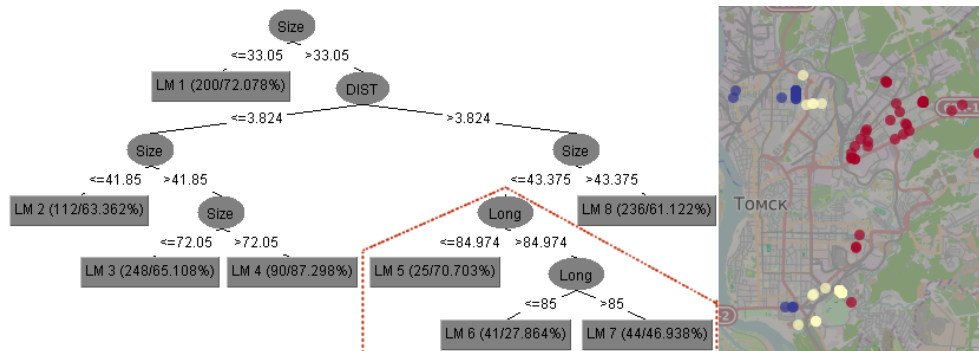 Size
<=33.05 >33.05
LM 1 (200/72.078%)
DIST
<=3.824 >3.824
Size
Size
<=41.85 >41.85
<=43.375 >43.375
LM 2 (112/63.362%)
Size
Long
LM 8 (236/61.122%)
<=72.05 >72.05
<=84.974 >84.974
LM 3 (248/65.108%)
LM 4 (90/87.298%)
LM 5 (25/70.703%)
Long
<=85 >85
LM 6 (41/27.864%)
LM 7 (44/46.938%)
Томск